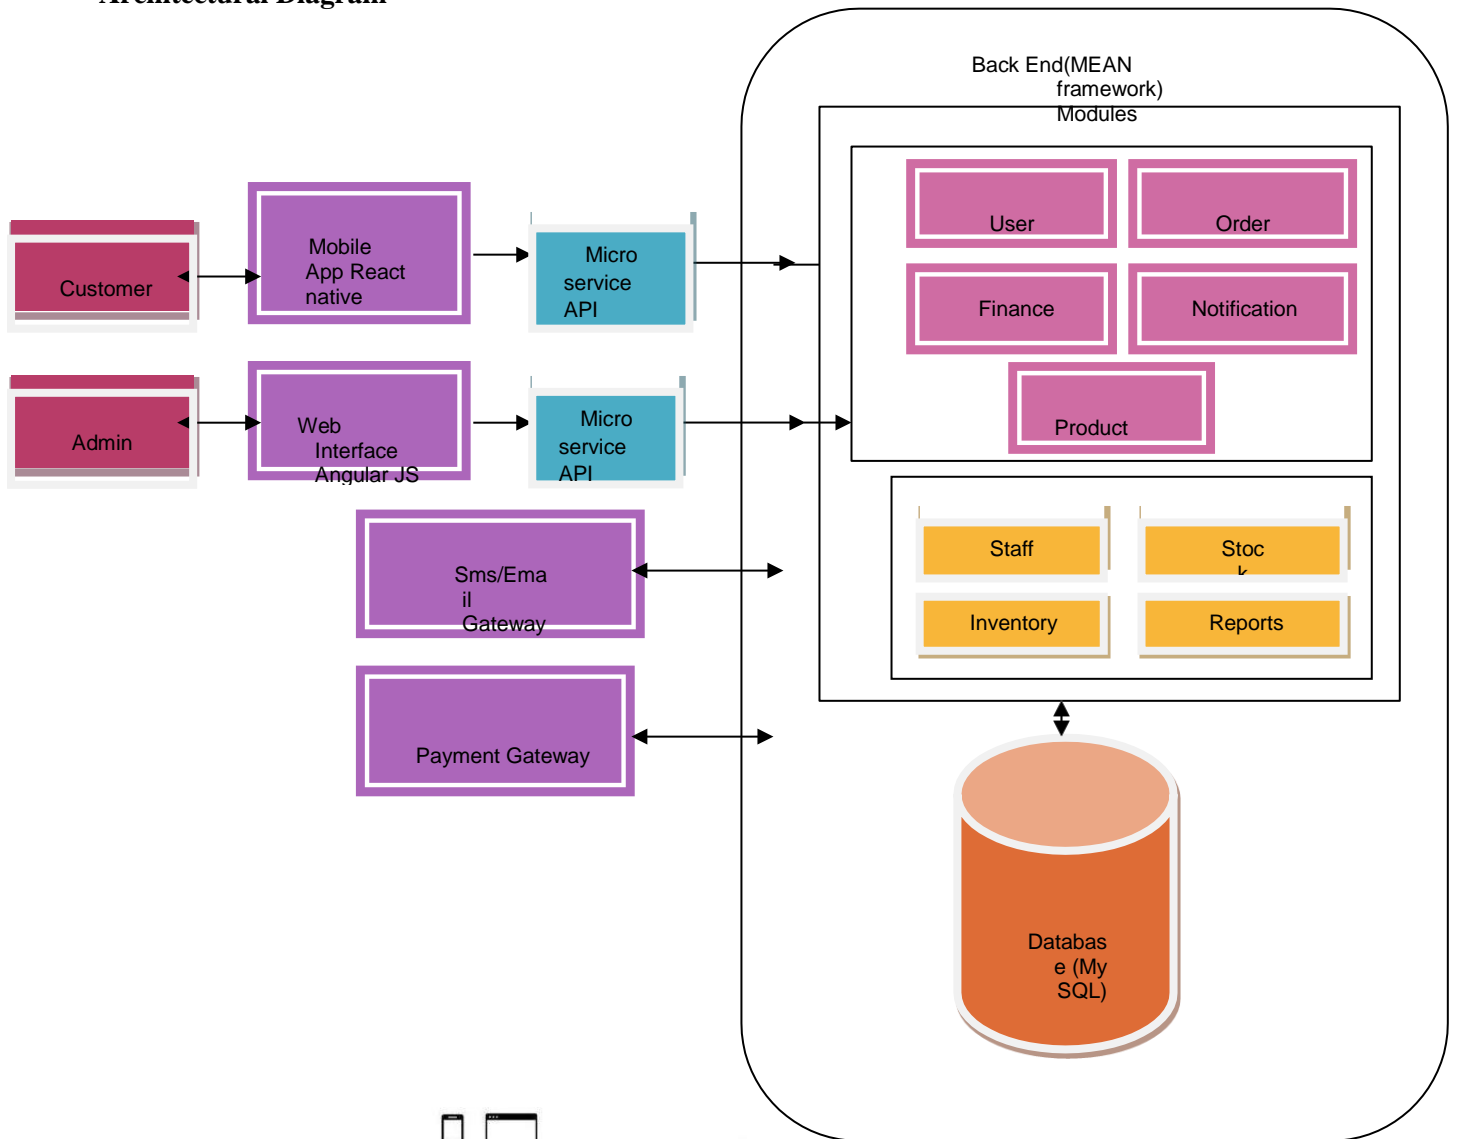 Architectural Diagram
Back End(MEAN
framework)
Modules
User
Order
Mobile
App React
native
Micro
service
API
Customer
Finance
Notification
Web
Interface
Angular JS
Micro
service
API
Admin
Product
Staff
Stoc
k
Sms/Ema
il
Gateway
Inventory
Reports
Payment Gateway
Databas
e (My
SQL)